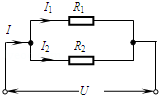 I₁ R₁
I
I₂ R₂
U